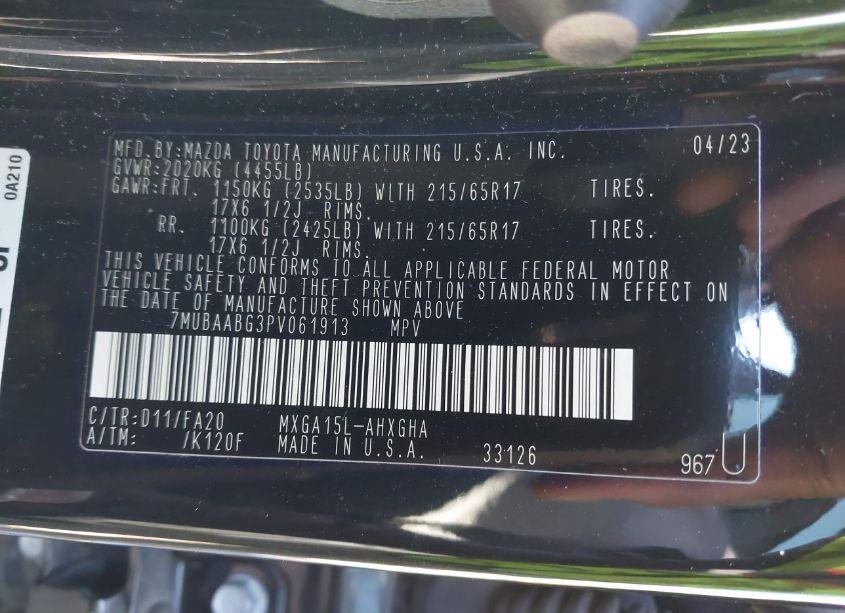 MFD.BY:MAZDA TOYOTA MANUFACTURING U.S.A. INC. 04/23
GVWR:2020KG (4455LB)
GAWR:FRT. 1150KG (2535LB) WITH 215/65R17 TIRES.
17X6 1/2J RIMS.
RR. 1100KG (2425LB) WITH 215/65R17 TIRES.
17X6 1/2J RIMS.
THIS VEHICLE CONFORMS TO ALL APPLICABLE FEDERAL MOTOR
VEHICLE SAFETY AND THEFT PREVENTION STANDARDS IN EFFECT ON
THE DATE OF MANUFACTURE SHOWN ABOVE
7MUBAABG3PV061913 MPV
C/TR:D11/FA20 MXGA15L-AHXGHA
A/TM: /K120F MADE IN U.S.A. 33126
967 U
0A210